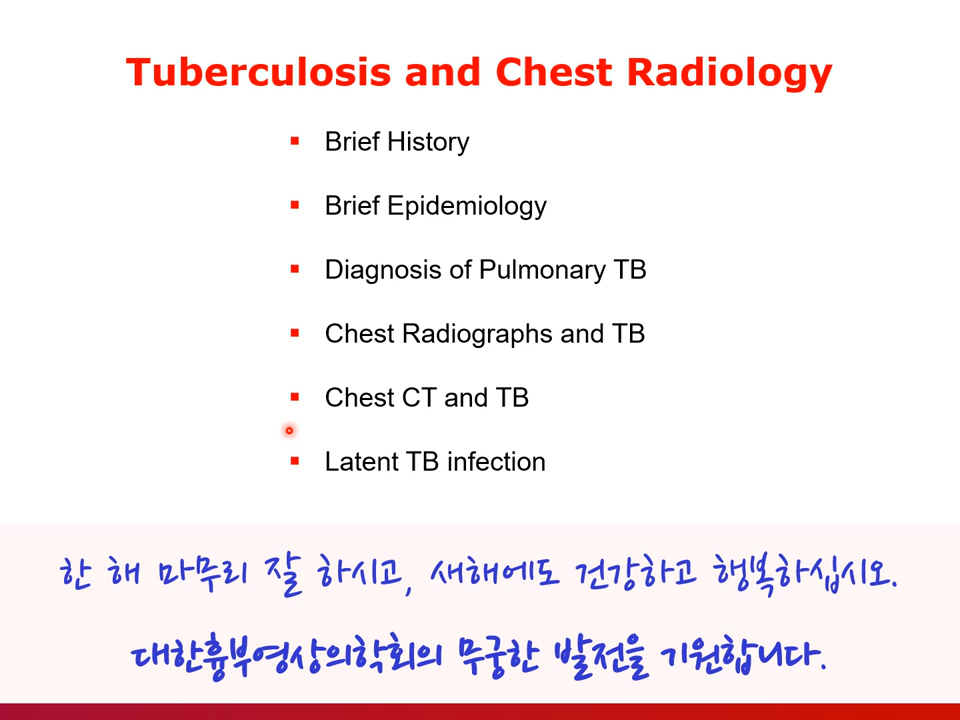 Tuberculosis and Chest Radiology
▪ Brief History
▪ Brief Epidemiology
▪ Diagnosis of Pulmonary TB
▪ Chest Radiographs and TB
▪ Chest CT and TB
▪ Latent TB infection
한 해 마무리 잘 하시고, 새해에도 건강하고 행복하십시오.
대한흉부영상의학회의 무궁한 발전을 기원합니다.